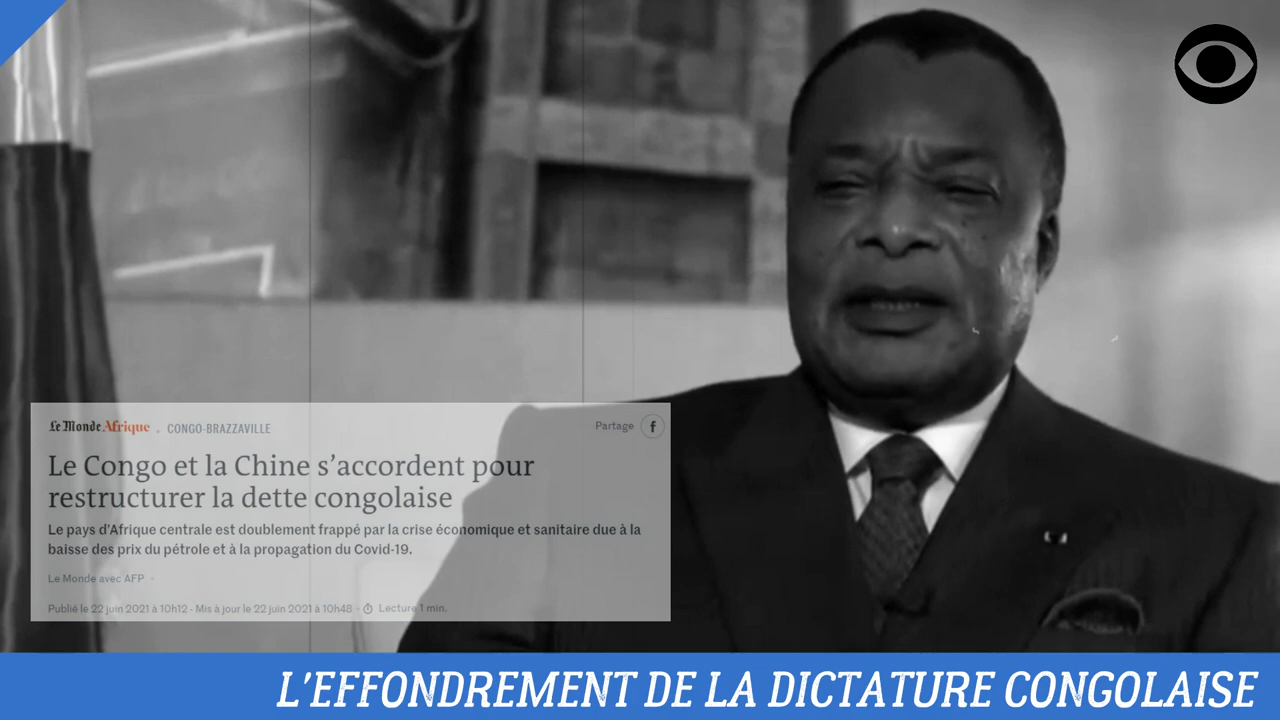 Le Monde Afrique • CONGO-BRAZZAVILLE
Partage
Le Congo et la Chine s’accordent pour
restructurer la dette congolaise
Le pays d’Afrique centrale est doublement frappé par la crise économique et sanitaire due à la
baisse des prix du pétrole et à la propagation du Covid-19.
Le Monde avec AFP
Publié le 22 juin 2021 à 10h12 - Mis à jour le 22 juin 2021 à 10h48 • Lecture 1 min.
L'EFFONDREMENT DE LA DICTATURE CONGOLAISE